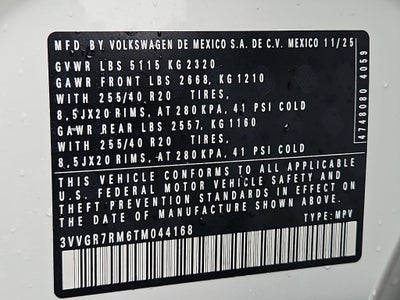 MFD. BY VOLKSWAGEN DE MEXICO S.A. DE C.V. MEXICO 11/25
GVWR LBS 5115 KG 2320
GAWR FRONT LBS 2668, KG 1210
WITH 255/40 R20 TIRES,
8,5JX20 RIMS, AT 280 KPA, 41 PSI COLD
GAWR REAR LBS 2557, KG 1160
WITH 255/40 R20 TIRES,
8,5JX20 RIMS, AT 280 KPA, 41 PSI COLD
4748080 4059
THIS VEHICLE CONFORMS TO ALL APPLICABLE
U.S. FEDERAL MOTOR VEHICLE SAFETY AND
THEFT PREVENTION STANDARDS IN EFFECT ON
THE DATE OF MANUFACTURE SHOWN ABOVE.
3VVGR7RM6TM044168 TYPE: MPV